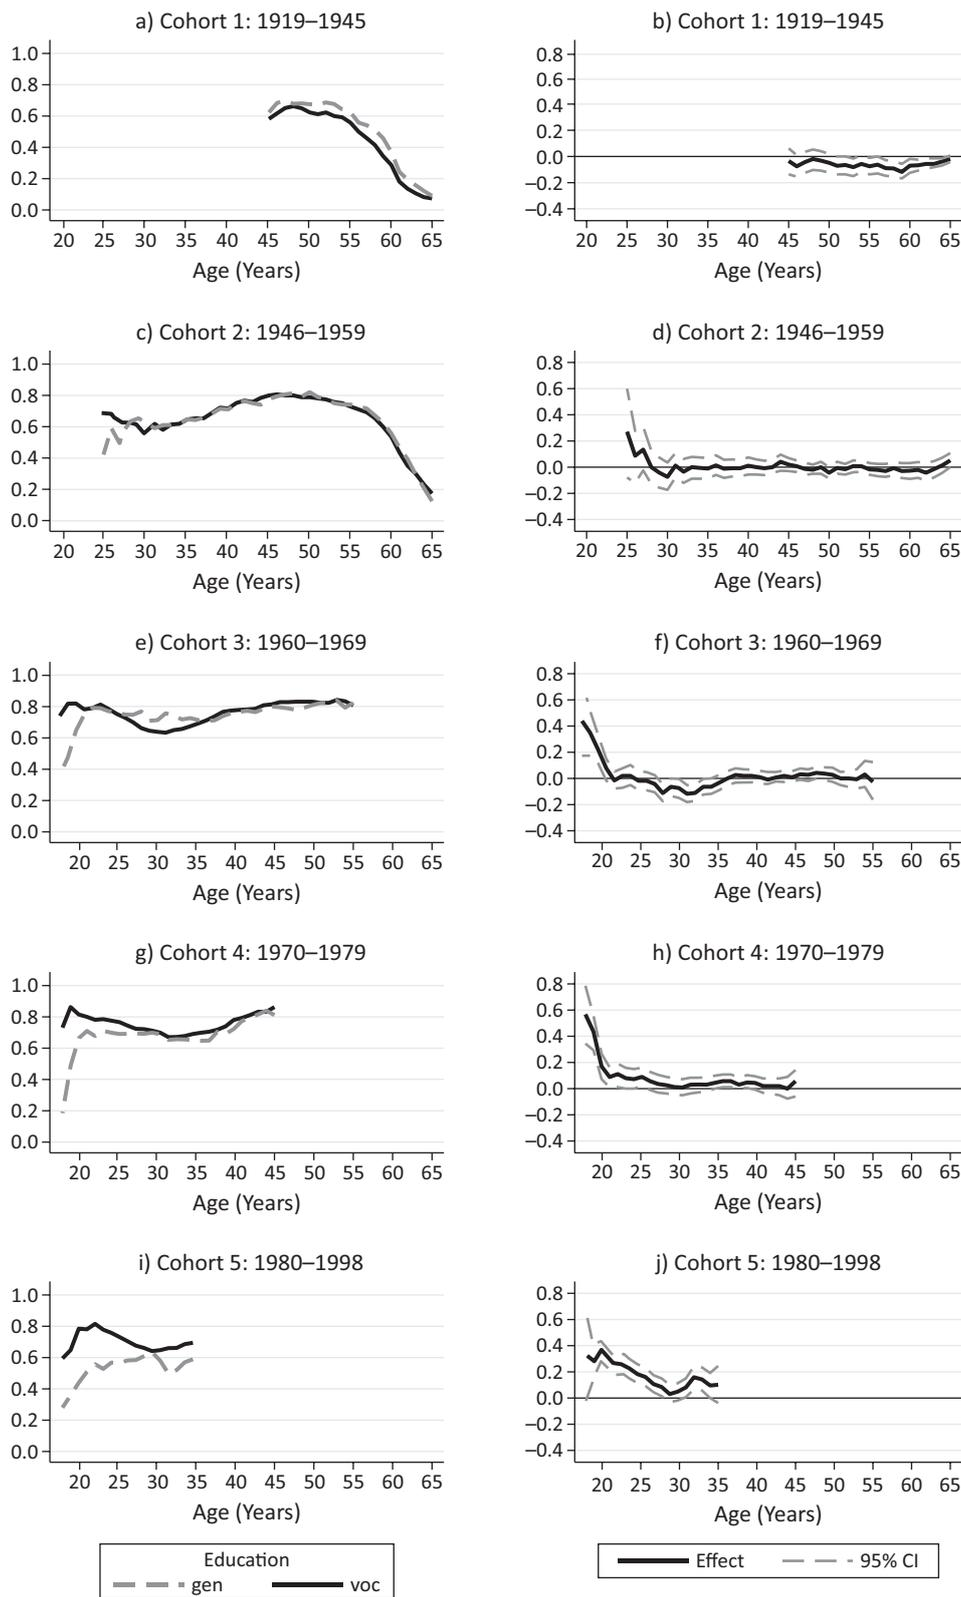 a) Cohort 1: 1919–1945
1.0
0.8
0.6
0.4
0.2
0.0
20 25 30 35 40 45 50 55 60 65
Age (Years)
b) Cohort 1: 1919–1945
0.8
0.6
0.4
0.2
0.0
−0.2
−0.4
20 25 30 35 40 45 50 55 60 65
Age (Years)
c) Cohort 2: 1946–1959
1.0
0.8
0.6
0.4
0.2
0.0
20 25 30 35 40 45 50 55 60 65
Age (Years)
d) Cohort 2: 1946–1959
0.8
0.6
0.4
0.2
0.0
−0.2
−0.4
20 25 30 35 40 45 50 55 60 65
Age (Years)
e) Cohort 3: 1960–1969
1.0
0.8
0.6
0.4
0.2
0.0
20 25 30 35 40 45 50 55 60 65
Age (Years)
f) Cohort 3: 1960–1969
0.8
0.6
0.4
0.2
0.0
−0.2
−0.4
20 25 30 35 40 45 50 55 60 65
Age (Years)
g) Cohort 4: 1970–1979
1.0
0.8
0.6
0.4
0.2
0.0
20 25 30 35 40 45 50 55 60 65
Age (Years)
h) Cohort 4: 1970–1979
0.8
0.6
0.4
0.2
0.0
−0.2
−0.4
20 25 30 35 40 45 50 55 60 65
Age (Years)
i) Cohort 5: 1980–1998
1.0
0.8
0.6
0.4
0.2
0.0
20 25 30 35 40 45 50 55 60 65
Age (Years)
j) Cohort 5: 1980–1998
0.8
0.6
0.4
0.2
0.0
−0.2
−0.4
20 25 30 35 40 45 50 55 60 65
Age (Years)
Education
gen voc
Effect 95% CI